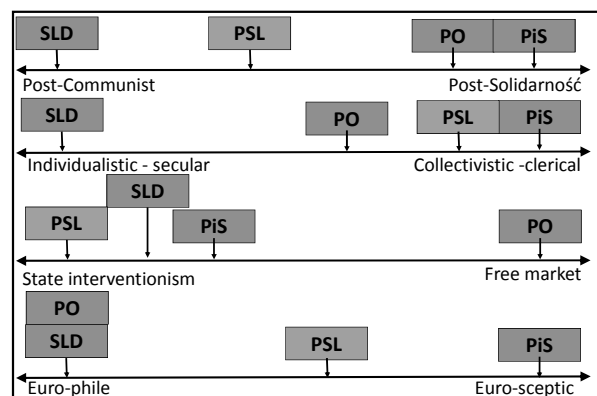 SLD PSL PO PiS
Post-Communist Post-Solidarność
SLD PO PSL PiS
Individualistic - secular Collectivistic -clerical
SLD
PSL PiS PO
State interventionism Free market
PO
SLD PSL PiS
Euro-phile Euro-sceptic